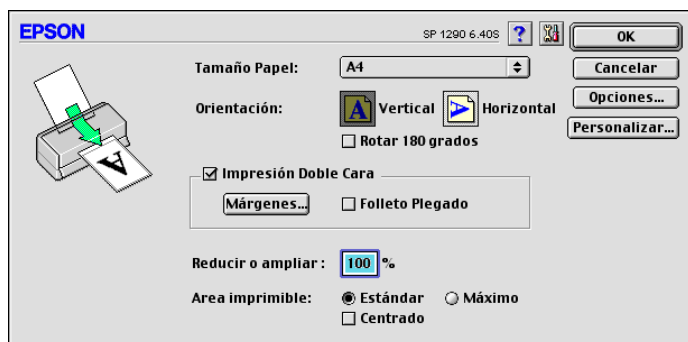 EPSON
SP 1290 6.40S ?
OK
Tamaño Papel: A4
Cancelar
Orientación: A Vertical A Horizontal
Opciones...
Rotar 180 grados
Personalizar...
A
Impresión Doble Cara
Márgenes... Folleto Plegado
Reducir o ampliar : 100 %
Area imprimible: Estándar Máximo
Centrado